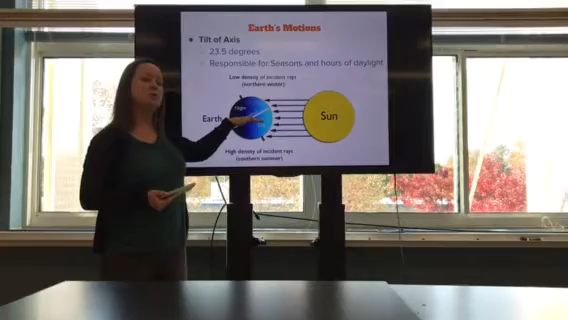 Earth's Motions
Tilt of Axis
23.5 degrees
Responsible for Seasons and hours of daylight
Low density of incident rays
(northern winter)
Night
Earth
Sun
High density of incident rays
(southern summer)